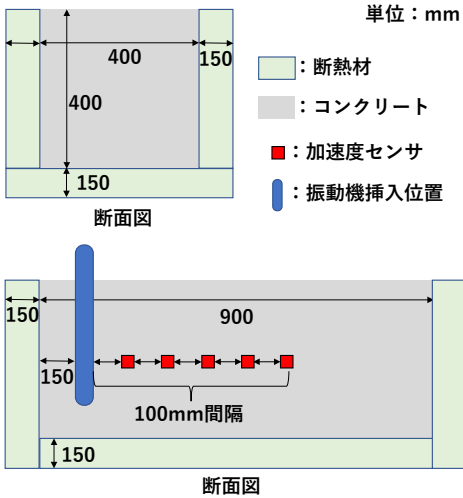 単位：mm
400
150
400
150
断面図
：断熱材
：コンクリート
：加速度センサ
：振動機挿入位置
150
900
150
100mm間隔
150
断面図